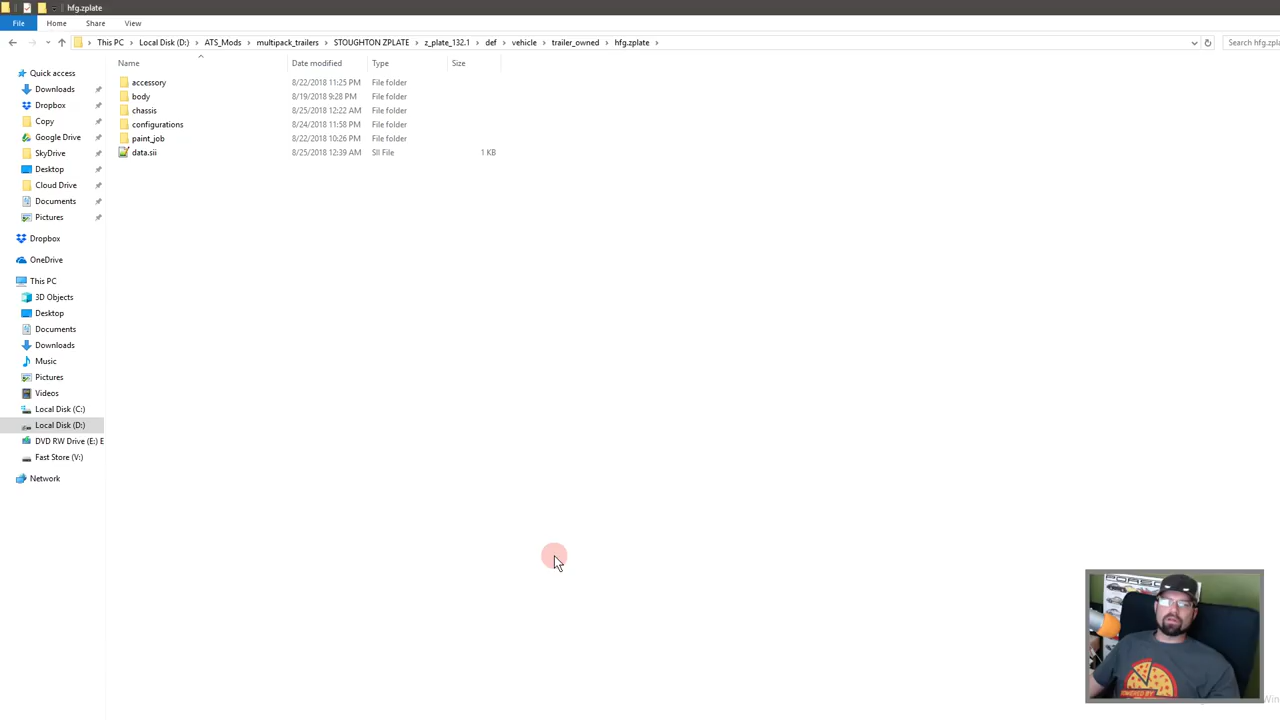 hfg.zplate
File Home Share View
This PC Local Disk (D:) ATS_Mods multipack_trailers STOUGHTON ZPLATE z_plate_132.1 def vehicle trailer_owned hfg.zplate Search hfg.zpla
Name Date modified Type Size
accessory 8/22/2018 11:25 PM File folder
body 8/19/2018 9:28 PM File folder
chassis 8/25/2018 12:22 AM File folder
configurations 8/24/2018 11:58 PM File folder
paint_job 8/22/2018 10:26 PM File folder
data.sii 8/25/2018 12:39 AM SII File 1 KB
Quick access
Downloads
Dropbox
Copy
Google Drive
SkyDrive
Desktop
Cloud Drive
Documents
Pictures
Dropbox
OneDrive
This PC
3D Objects
Desktop
Documents
Downloads
Music
Pictures
Videos
Local Disk (C:)
Local Disk (D:)
DVD RW Drive (E:) E
Fast Store (V:)
Network
POWERED BY
Win